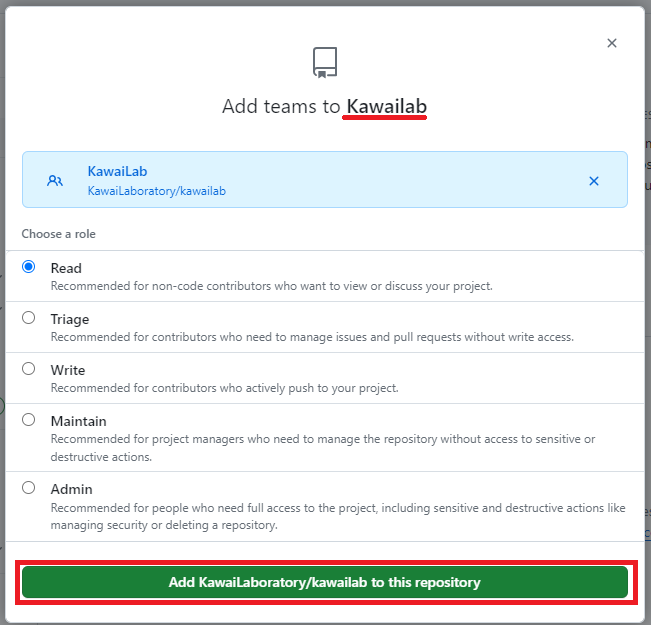 Add teams to Kawailab
KawaiLab
KawaiLaboratory/kawailab
Choose a role
Read
Recommended for non-code contributors who want to view or discuss your project.
Triage
Recommended for contributors who need to manage issues and pull requests without write access.
Write
Recommended for contributors who actively push to your project.
Maintain
Recommended for project managers who need to manage the repository without access to sensitive or
destructive actions.
Admin
Recommended for people who need full access to the project, including sensitive and destructive actions like
managing security or deleting a repository.
Add KawaiLaboratory/kawailab to this repository